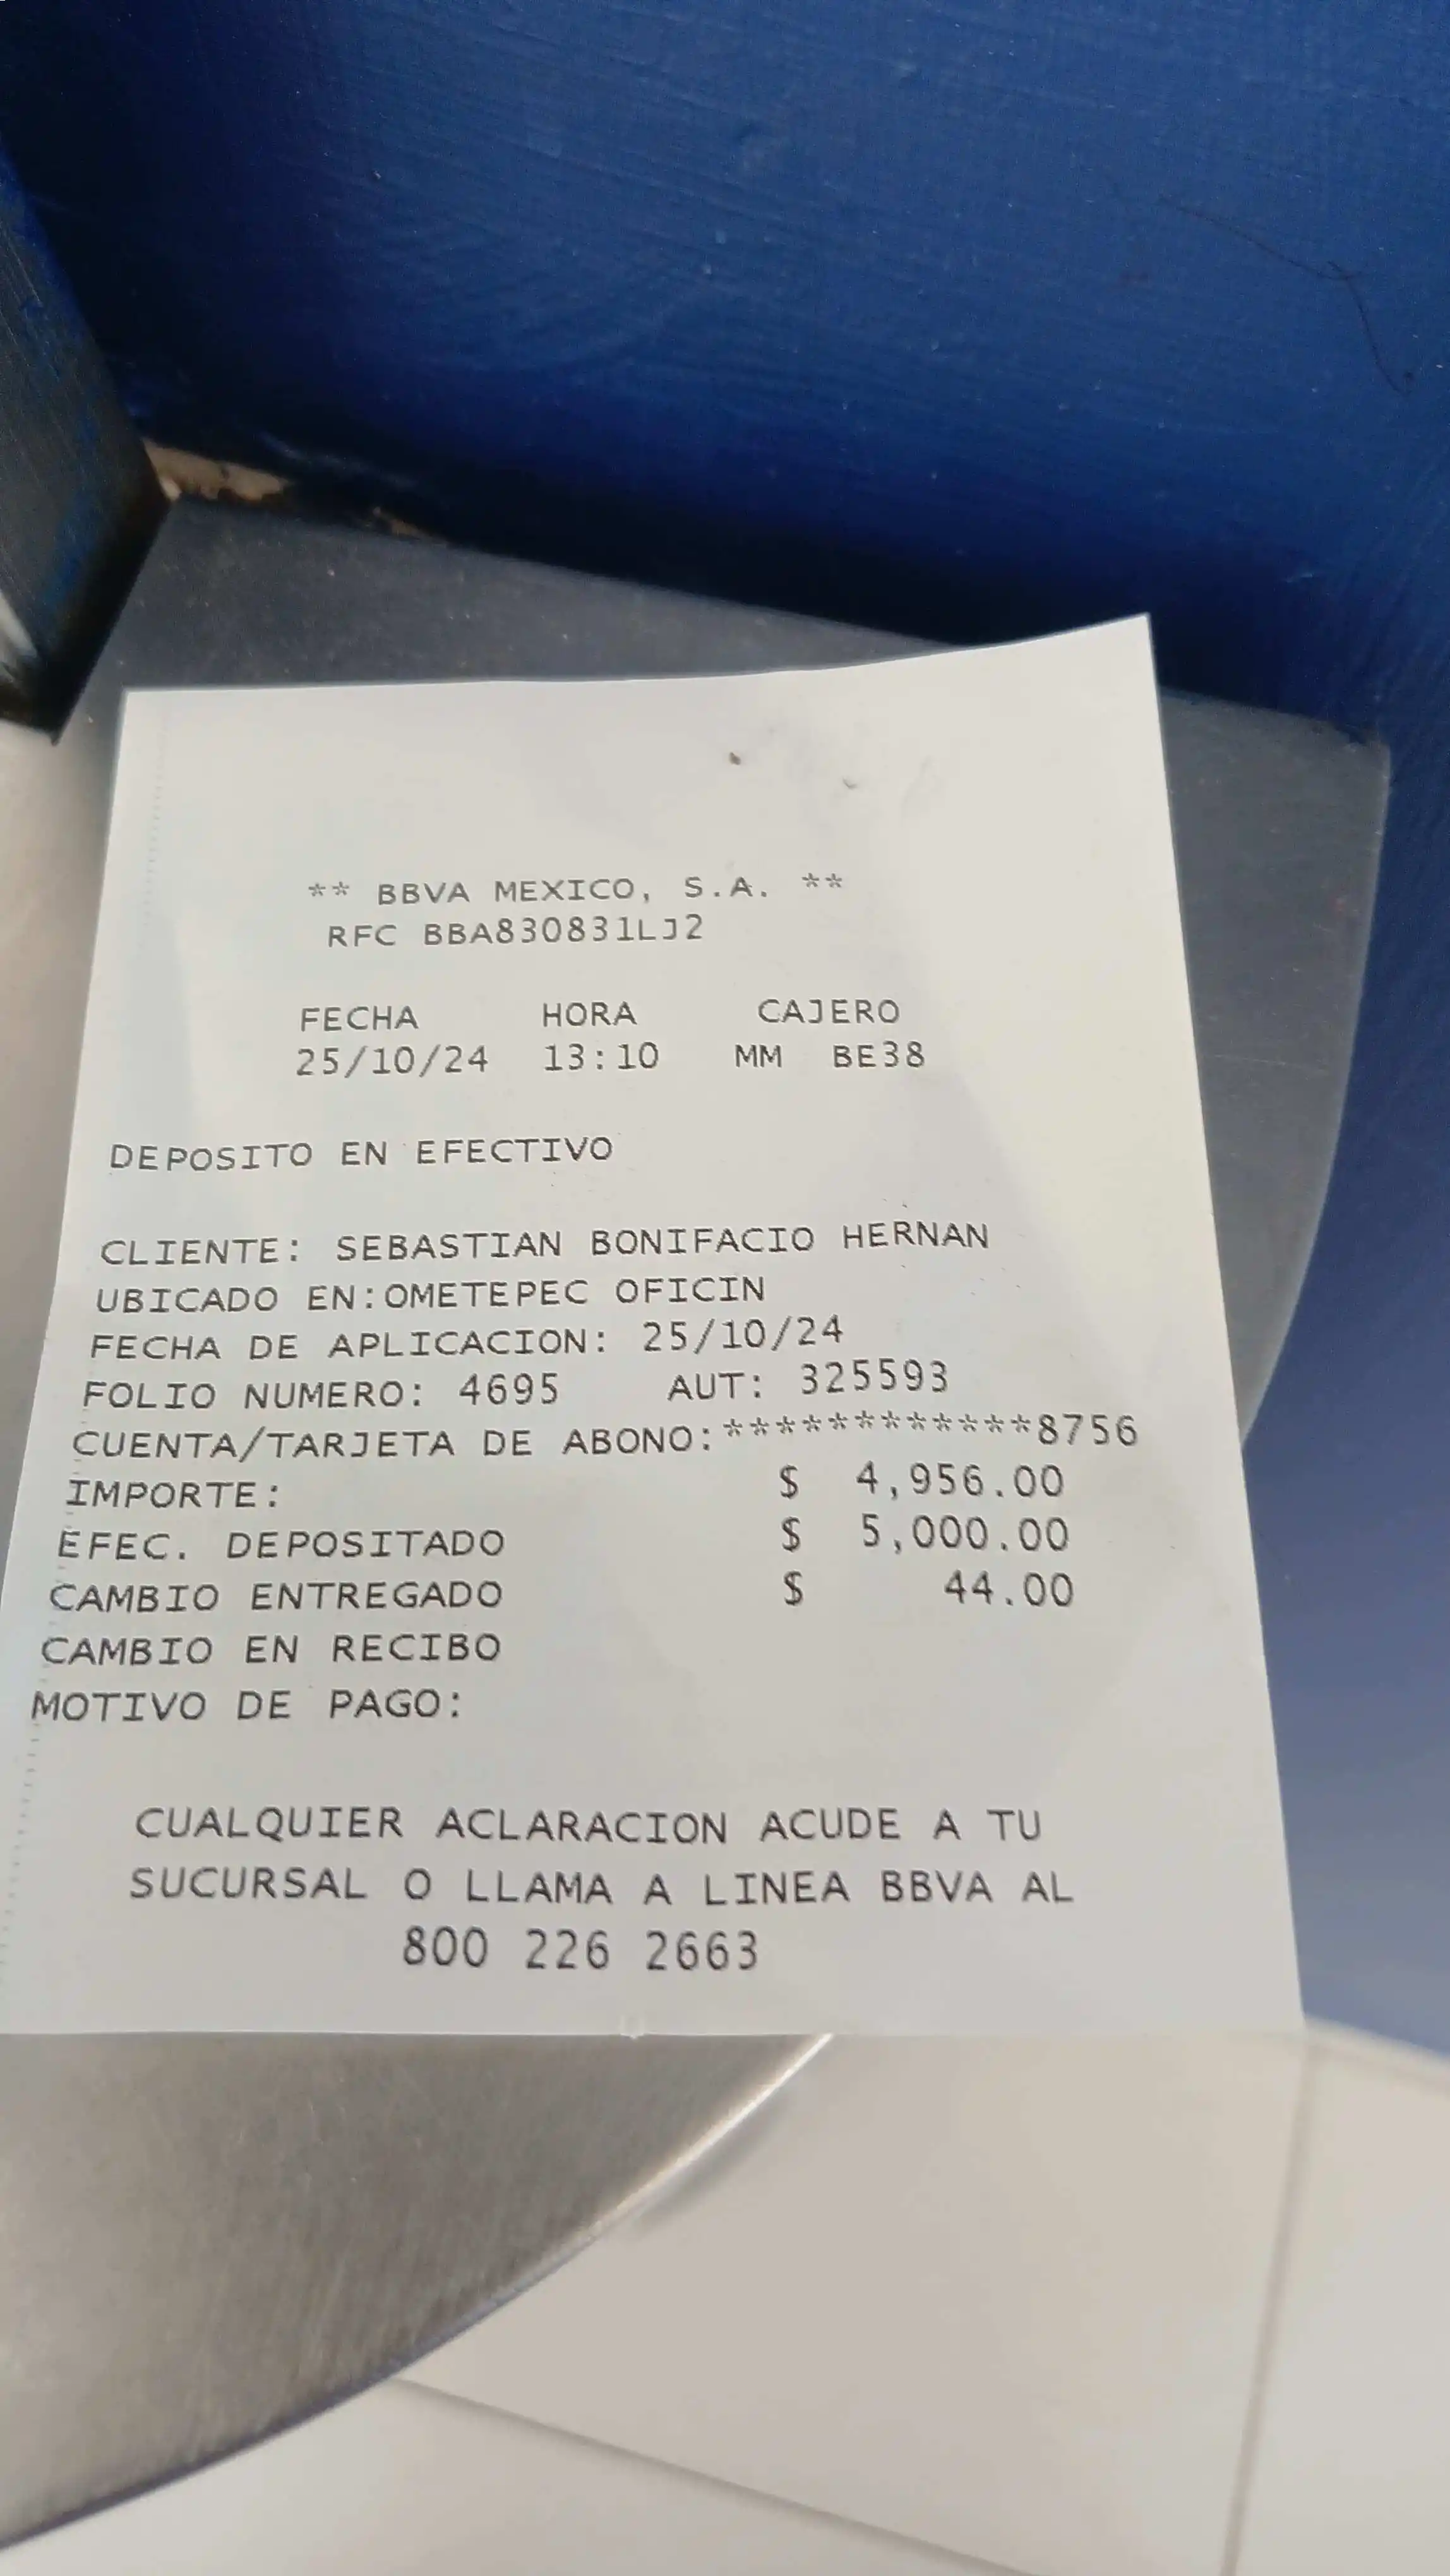 ** BBVA MEXICO, S.A. **
RFC BBA830831LJ2
FECHA HORA CAJERO
25/10/24 13:10 MM BE38
DEPOSITO EN EFECTIVO
CLIENTE: SEBASTIAN BONIFACIO HERNAN
UBICADO EN:OMETEPEC OFICIN
FECHA DE APLICACION: 25/10/24
FOLIO NUMERO: 4695 AUT: 325593
CUENTA/TARJETA DE ABONO:************8756
IMPORTE: $ 4,956.00
EFEC. DEPOSITADO $ 5,000.00
CAMBIO ENTREGADO $ 44.00
CAMBIO EN RECIBO
MOTIVO DE PAGO:
CUALQUIER ACLARACION ACUDE A TU
SUCURSAL O LLAMA A LINEA BBVA AL
800 226 2663